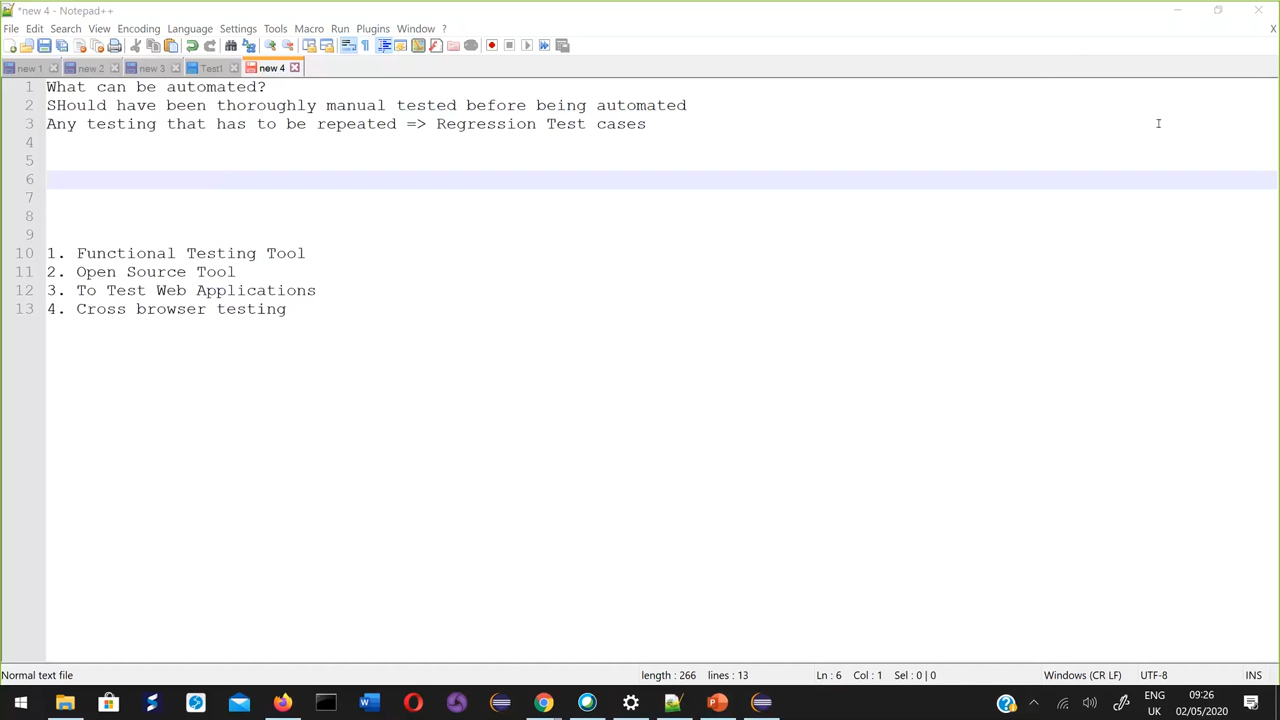 *new 4 - Notepad++
File Edit Search View Encoding Language Settings Tools Macro Run Plugins Window ? X
new 1 new 2 new 3 Test1 new 4
1 What can be automated?
2 SHould have been thoroughly manual tested before being automated
3 Any testing that has to be repeated => Regression Test cases
4
5
6
7
8
9
10 1. Functional Testing Tool
11 2. Open Source Tool
12 3. To Test Web Applications
13 4. Cross browser testing
Normal text file length : 266 lines : 13 Ln : 6 Col : 1 Sel : 0 | 0 Windows (CR LF) UTF-8 INS
ENG 09:26
UK 02/05/2020